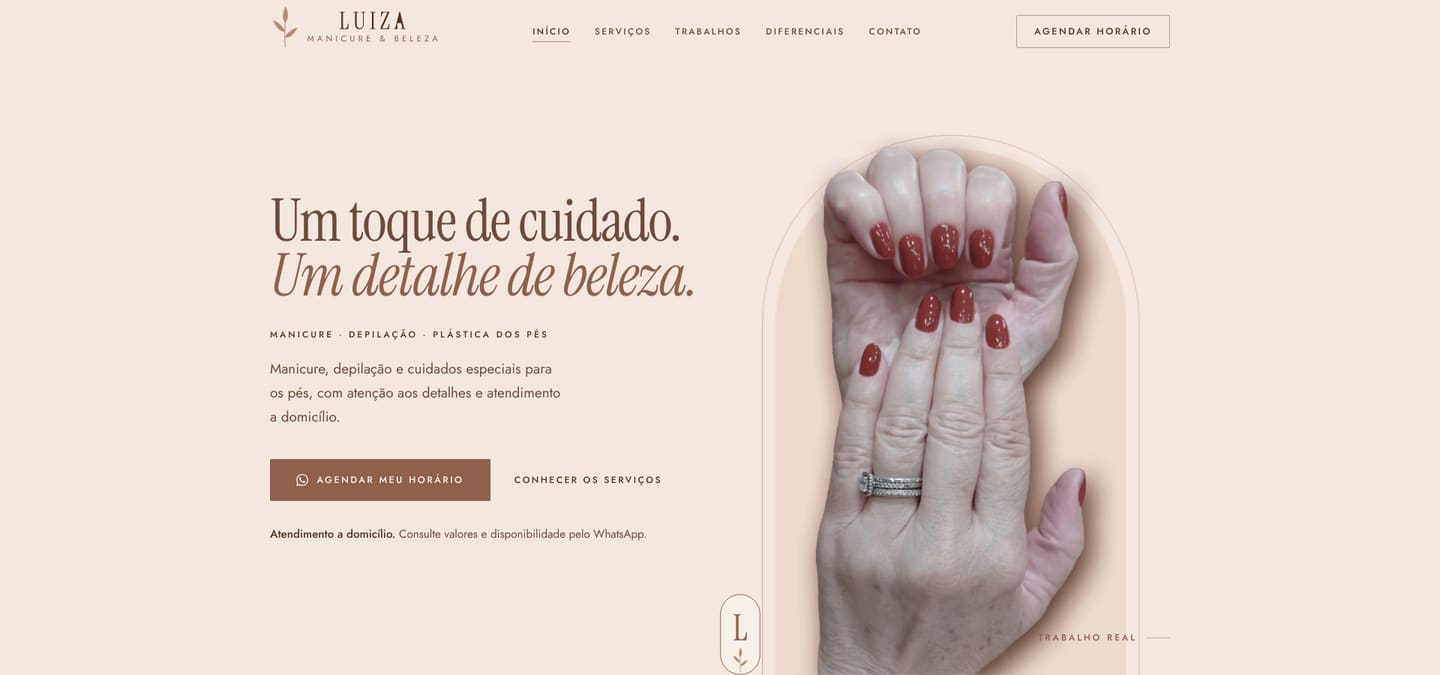 LUIZA
MANICURE & BELEZA
INÍCIO
SERVIÇOS
TRABALHOS
DIFERENCIAIS
CONTATO
AGENDAR HORÁRIO
Um toque de cuidado.
Um detalhe de beleza.
MANICURE · DEPILAÇÃO · PLÁSTICA DOS PÉS
Manicure, depilação e cuidados especiais para
os pés, com atenção aos detalhes e atendimento
a domicílio.
AGENDAR MEU HORÁRIO
CONHECER OS SERVIÇOS
Atendimento a domicílio. Consulte valores e disponibilidade pelo WhatsApp.
L
TRABALHO REAL